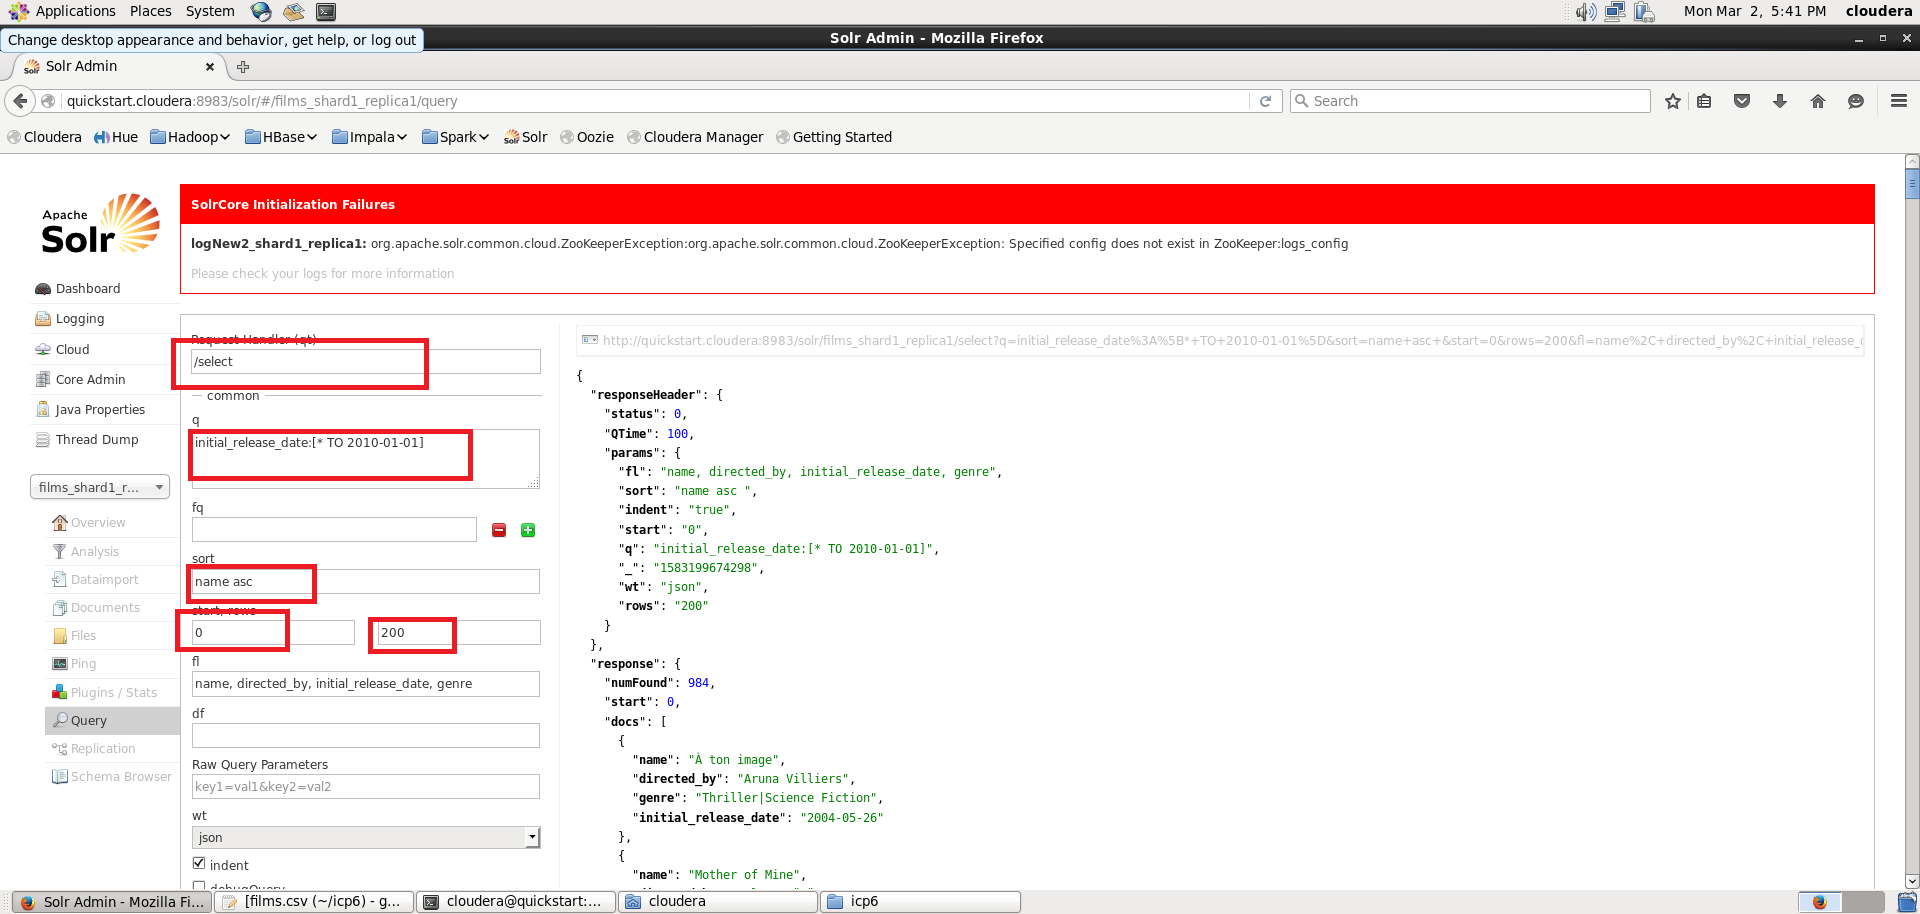 Applications Places System Mon Mar 2, 5:41 PM cloudera
Change desktop appearance and behavior, get help, or log out
Solr Admin - Mozilla Firefox
Solr Solr Admin
quickstart.cloudera:8983/solr/#/films_shard1_replica1/query
Search
Cloudera Hue Hadoop HBase Impala Spark Solr Solr Oozie Cloudera Manager Getting Started
Apache
Solr
Dashboard
Logging
Cloud
Core Admin
Java Properties
Thread Dump
films_shard1_r...
Overview
Analysis
Dataimport
Documents
Files
Ping
Plugins / Stats
Query
Replication
Schema Browser
SolrCore Initialization Failures
logNew2_shard1_replica1: org.apache.solr.common.cloud.ZooKeeperException:org.apache.solr.common.cloud.ZooKeeperException: Specified config does not exist in ZooKeeper:logs_config
Please check your logs for more information
Request-Handler (qt)
/select
common
q
initial_release_date:[* TO 2010-01-01]
fq
sort
name asc
start, rows
0 200
fl
name, directed_by, initial_release_date, genre
df
Raw Query Parameters
key1=val1&key2=val2
wt
json
indent
debugQuery
http://quickstart.cloudera:8983/solr/films_shard1_replica1/select?q=initial_release_date%3A%5B*+TO+2010-01-01%5D&sort=name+asc+&start=0&rows=200&fl=name%2C+directed_by%2C+initial_release_d
{
"responseHeader": {
"status": 0,
"QTime": 100,
"params": {
"fl": "name, directed_by, initial_release_date, genre",
"sort": "name asc ",
"indent": "true",
"start": "0",
"q": "initial_release_date:[* TO 2010-01-01]",
"_": "1583199674298",
"wt": "json",
"rows": "200"
}
},
"response": {
"numFound": 984,
"start": 0,
"docs": [
{
"name": "À ton image",
"directed_by": "Aruna Villiers",
"genre": "Thriller|Science Fiction",
"initial_release_date": "2004-05-26"
},
{
"name": "Mother of Mine",
Solr Admin - Mozilla Fi... [films.csv (~/icp6) - g... cloudera@quickstart:... cloudera icp6